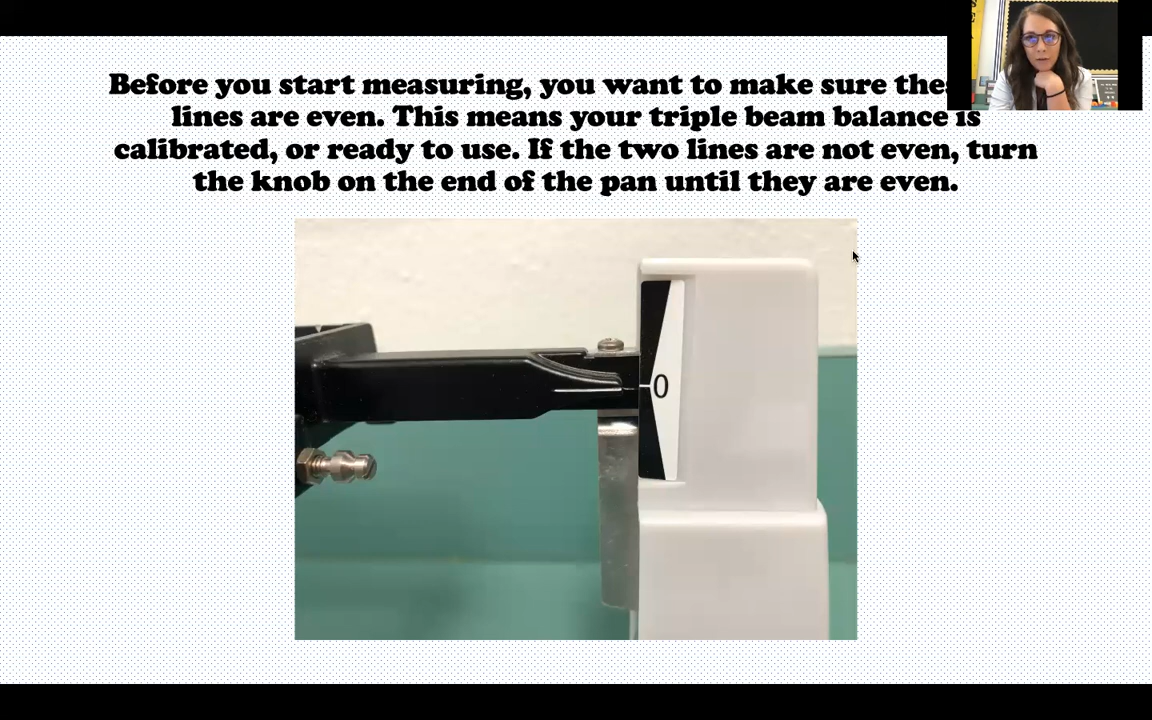 Before you start measuring, you want to make sure
lines are even. This means your triple beam balance is
calibrated, or ready to use. If the two lines are not even, turn
the knob on the end of the pan until they are even.
0